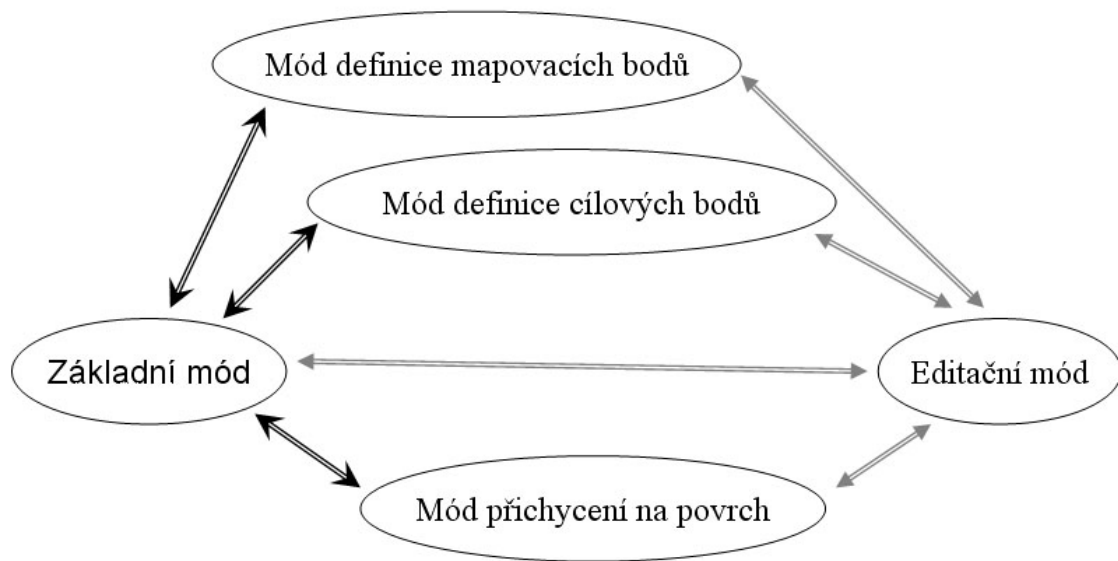 Mód definice mapovacích bodů
Mód definice cílových bodů
Základní mód
Editační mód
Mód přichycení na povrch